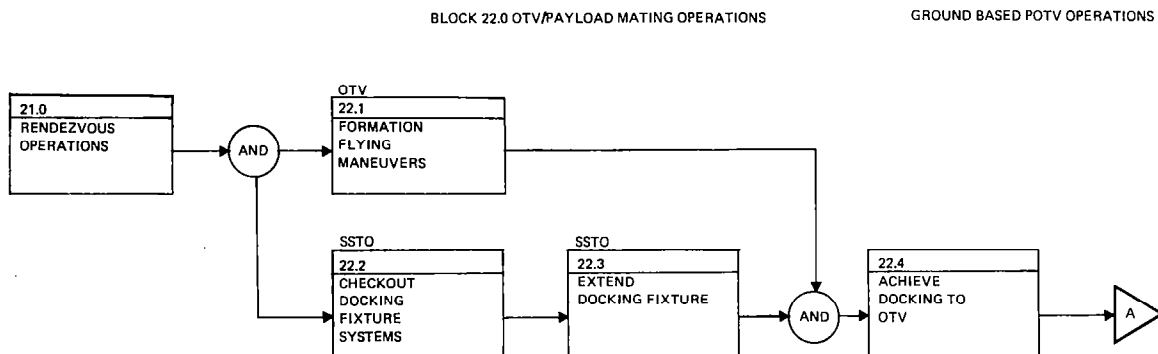 BLOCK 22.0 OTV/PAYLOAD MATING OPERATIONS
GROUND BASED POTV OPERATIONS
21.0
RENDEZVOUS
OPERATIONS
AND
OTV
22.1
FORMATION
FLYING
MANEUVERS
SSTO
22.2
CHECKOUT
DOCKING
FIXTURE
SYSTEMS
SSTO
22.3
EXTEND
DOCKING FIXTURE
AND
22.4
ACHIEVE
DOCKING TO
OTV
A